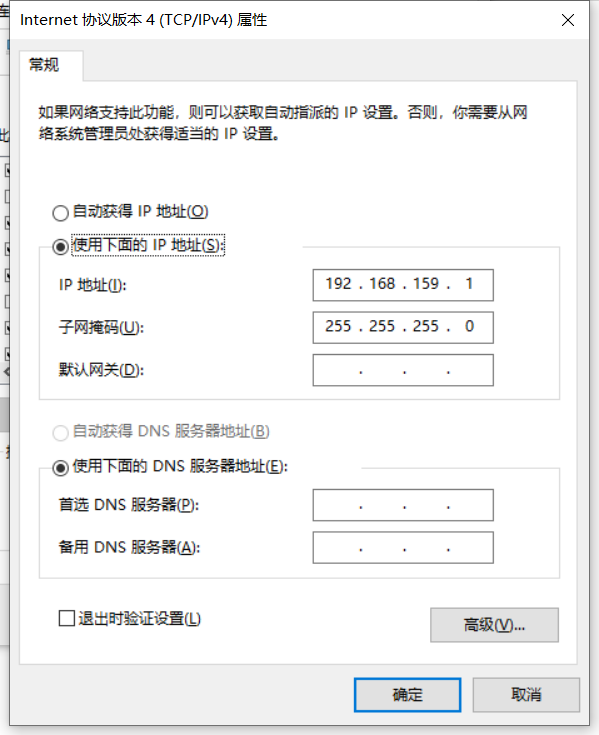 Internet 协议版本 4 (TCP/IPv4) 属性
常规
如果网络支持此功能，则可以获取自动指派的 IP 设置。否则，你需要从网
络系统管理员处获得适当的 IP 设置。
自动获得 IP 地址(O)
使用下面的 IP 地址(S):
IP 地址(I): 192 . 168 . 159 . 1
子网掩码(U): 255 . 255 . 255 . 0
默认网关(D): . . .
自动获得 DNS 服务器地址(B)
使用下面的 DNS 服务器地址(E):
首选 DNS 服务器(P): . . .
备用 DNS 服务器(A): . . .
退出时验证设置(L)
高级(V)...
确定 取消